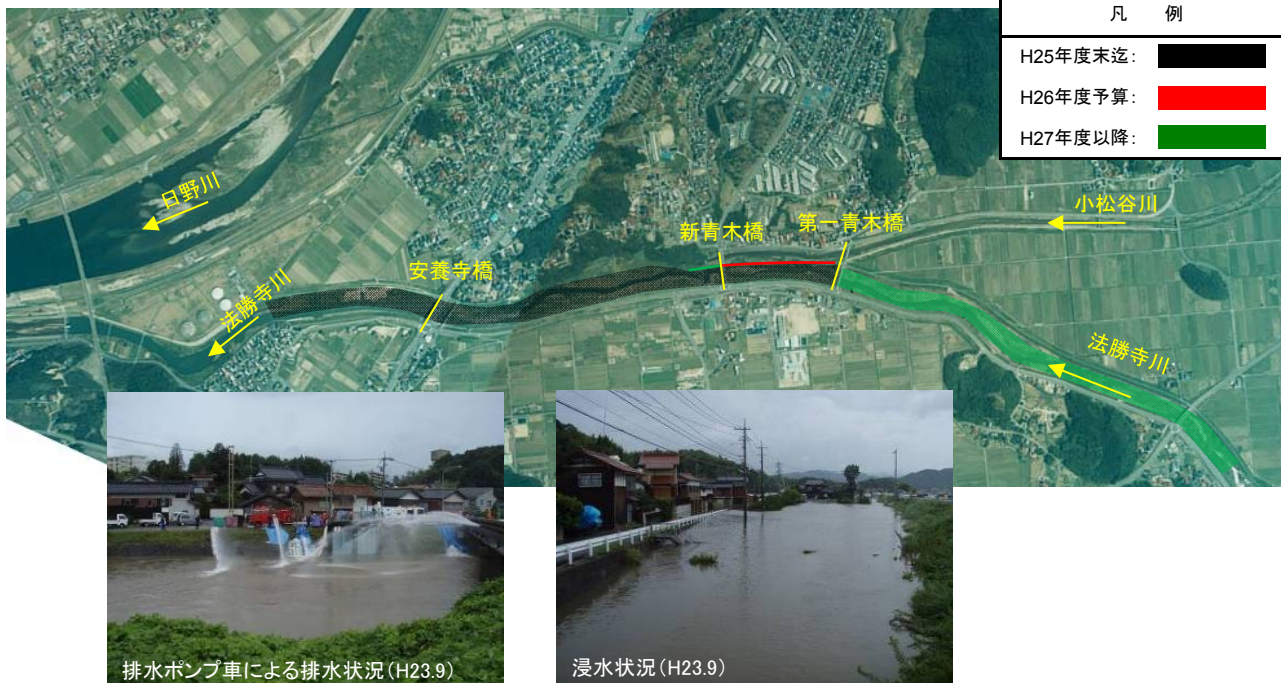 凡 例
H25年度末迄:
H26年度予算:
H27年度以降:
日野川
法勝寺川
安養寺橋
新青木橋
第一青木橋
小松谷川
法勝寺川
排水ポンプ車による排水状況(H23.9)
浸水状況(H23.9)